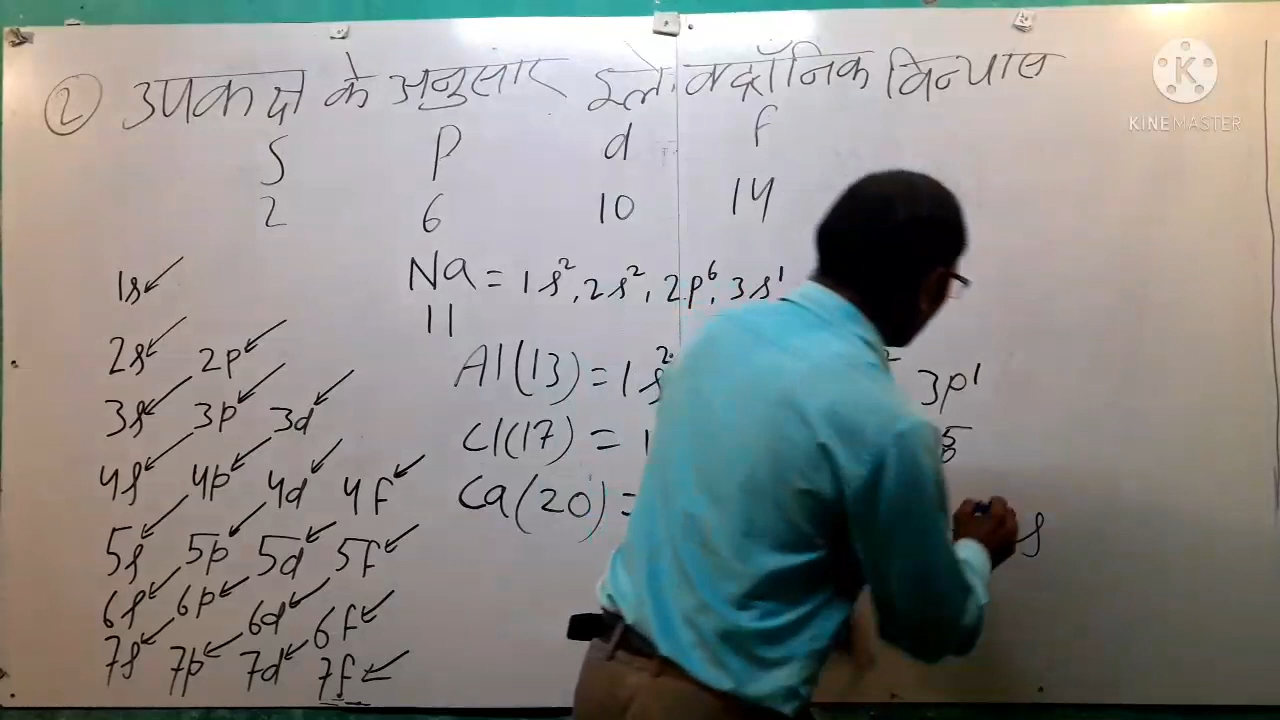 ② उपकक्ष के अनुसार इलेक्ट्रॉनिक विन्यास
KINEMASTER
S P d f
2 6 10 14
Na = 1s², 2s², 2p⁶, 3s¹
11
1s
Al(13) = 1s² 3p¹
2s 2p
3s 3p 3d
Cl(17) = 1 5
4s 4p 4d 4f
Ca(20) = s
5s 5p 5d 5f
6s 6p 6d 6f
7s 7p 7d 7f